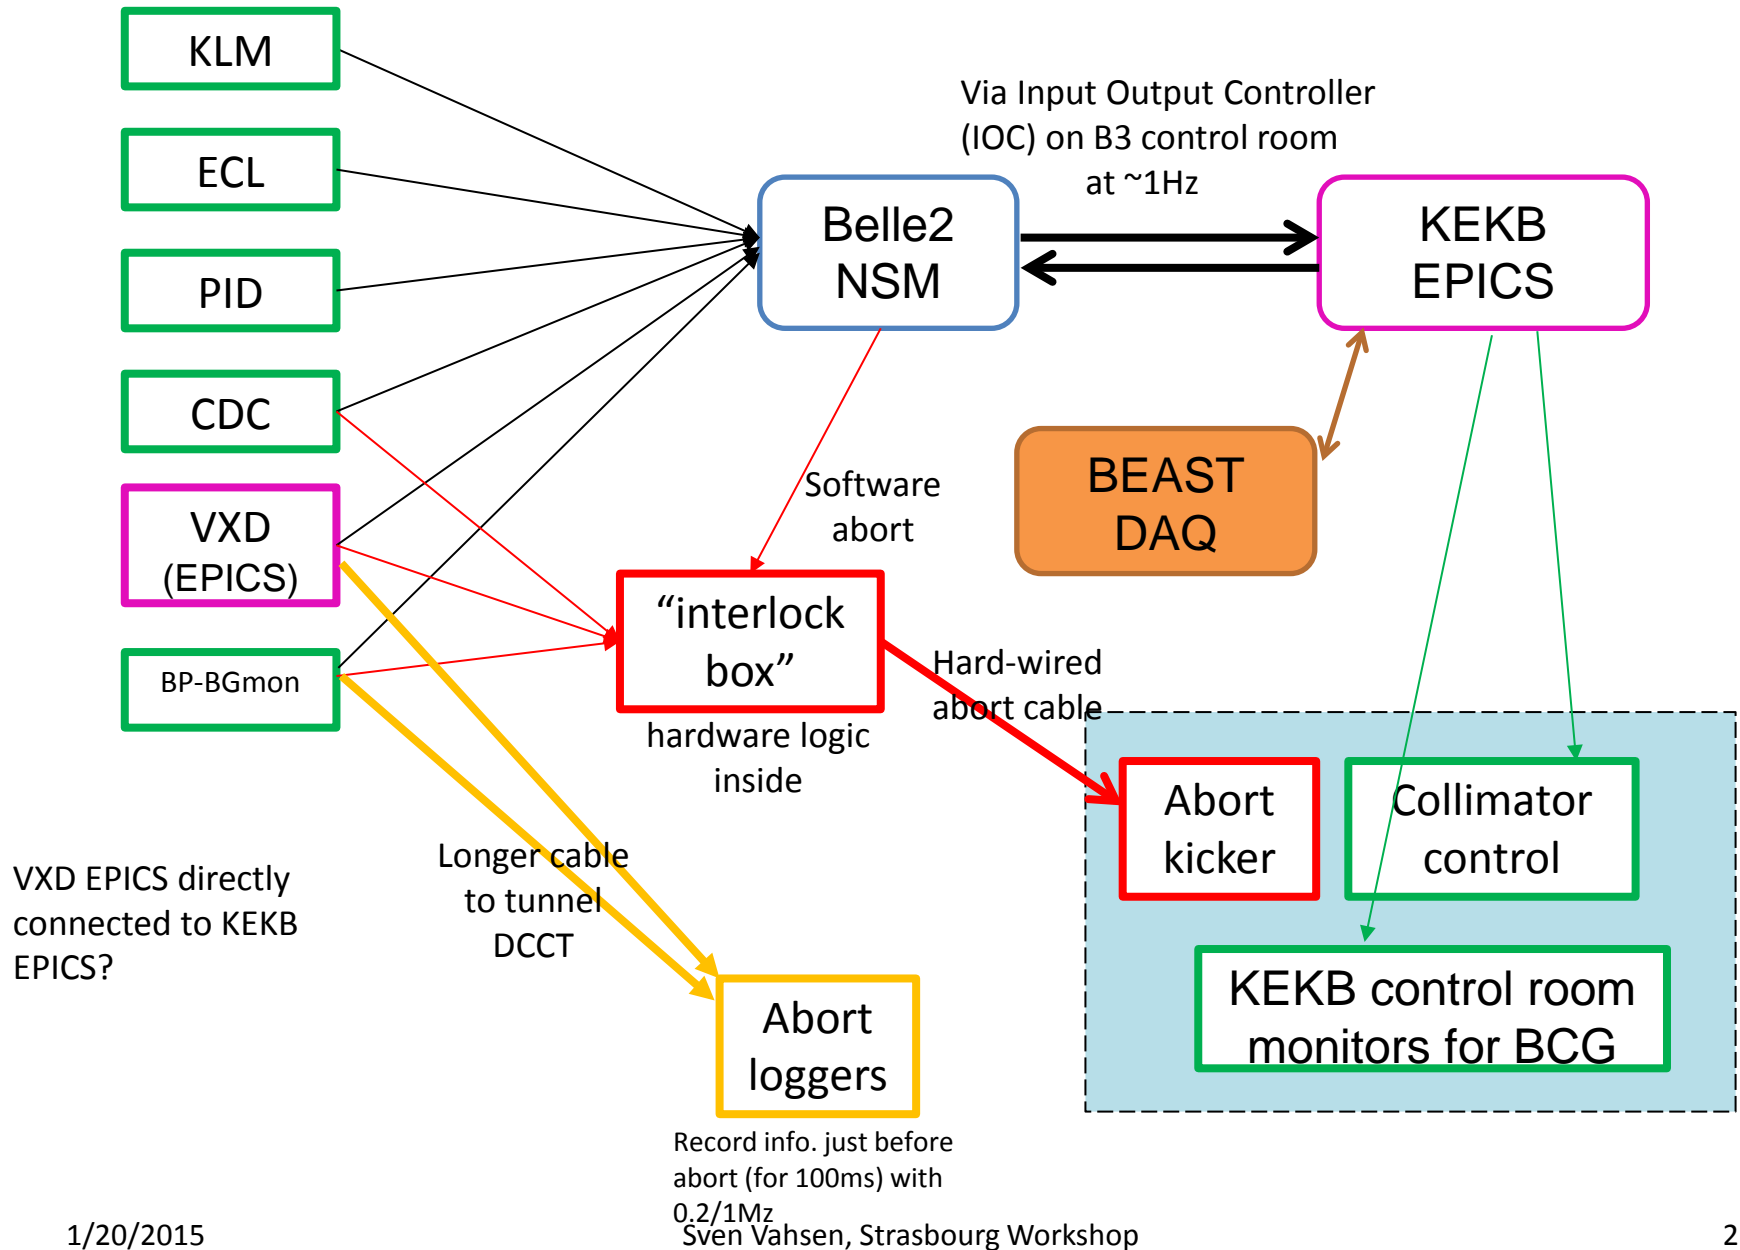 KLM
ECL
PID
CDC
VXD
(EPICS)
BP-BGmon
Via Input Output Controller
(IOC) on B3 control room
at ~1Hz
Belle2
NSM
KEKB
EPICS
BEAST
DAQ
Software
abort
“interlock
box”
hardware logic
inside
Hard-wired
abort cable
Abort
kicker
Collimator
control
KEKB control room
monitors for BCG
VXD EPICS directly
connected to KEKB
EPICS?
Longer cable
to tunnel
DCCT
Abort
loggers
Record info. just before
abort (for 100ms) with
0.2/1Mz
1/20/2015
Sven Vahsen, Strasbourg Workshop
2